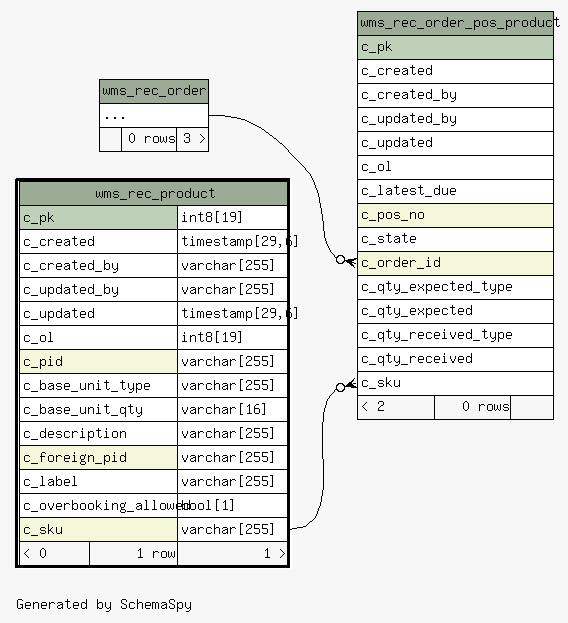 wms_rec_order_pos_product
c_pk
c_created
c_created_by
c_updated_by
c_updated
c_ol
c_latest_due
c_pos_no
c_state
c_order_id
c_qty_expected_type
c_qty_expected
c_qty_received_type
c_qty_received
c_sku
< 2 0 rows
wms_rec_order
...
0 rows 3 >
wms_rec_product
c_pk int8[19]
c_created timestamp[29,6]
c_created_by varchar[255]
c_updated_by varchar[255]
c_updated timestamp[29,6]
c_ol int8[19]
c_pid varchar[255]
c_base_unit_type varchar[255]
c_base_unit_qty varchar[16]
c_description varchar[255]
c_foreign_pid varchar[255]
c_label varchar[255]
c_overbooking_allowed bool[1]
c_sku varchar[255]
< 0 1 row 1 >
Generated by SchemaSpy